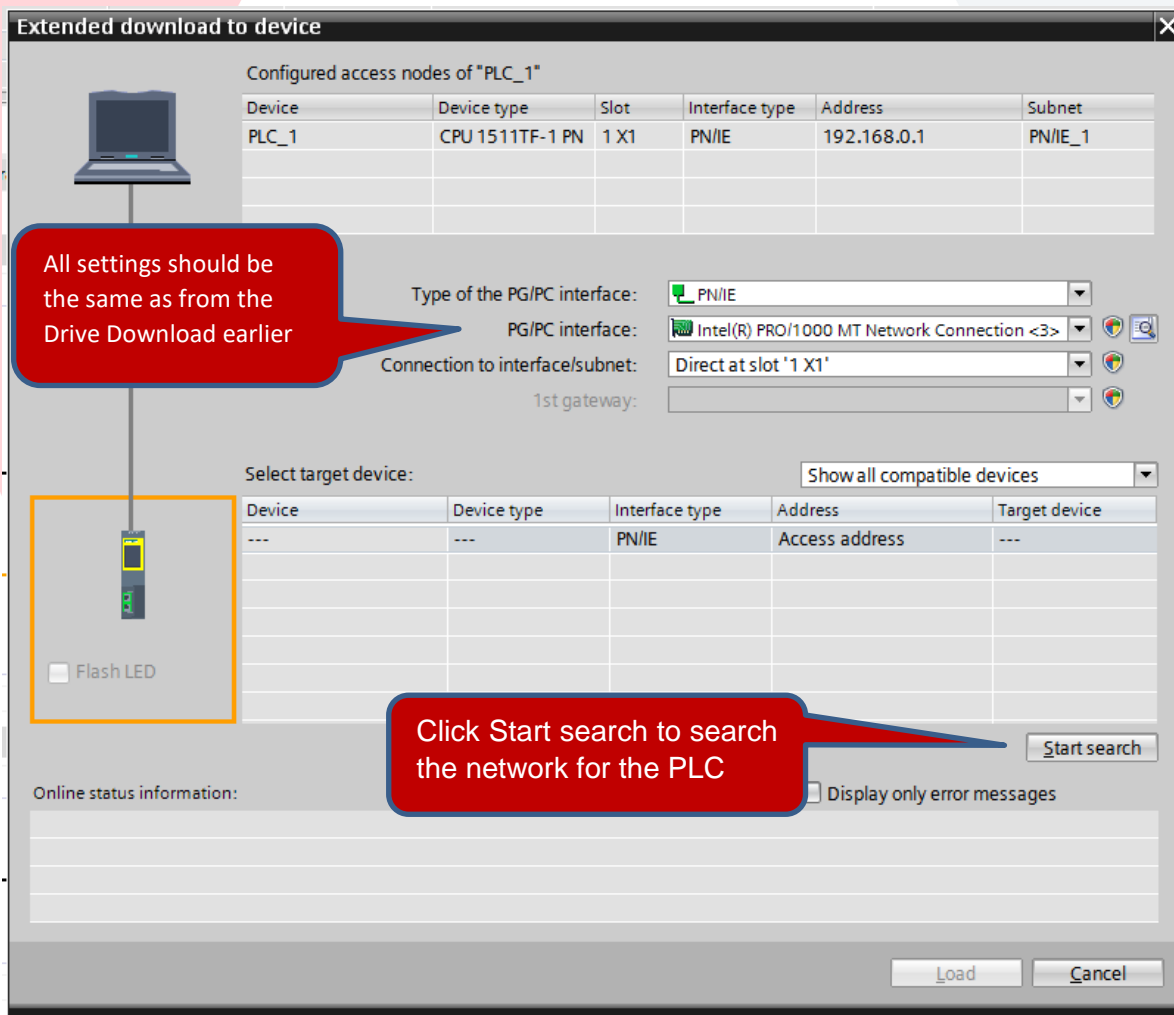 Extended download to device
Configured access nodes of "PLC_1"
Device Device type Slot Interface type Address Subnet
PLC_1 CPU 1511TF-1 PN 1 X1 PN/IE 192.168.0.1 PN/IE_1
All settings should be
the same as from the
Drive Download earlier
Type of the PG/PC interface: PN/IE
PG/PC interface: Intel(R) PRO/1000 MT Network Connection <3>
Connection to interface/subnet: Direct at slot '1 X1'
1st gateway:
Select target device: Show all compatible devices
Device Device type Interface type Address Target device
--- --- PN/IE Access address ---
Flash LED
Click Start search to search
the network for the PLC
Start search
Online status information: Display only error messages
Load Cancel